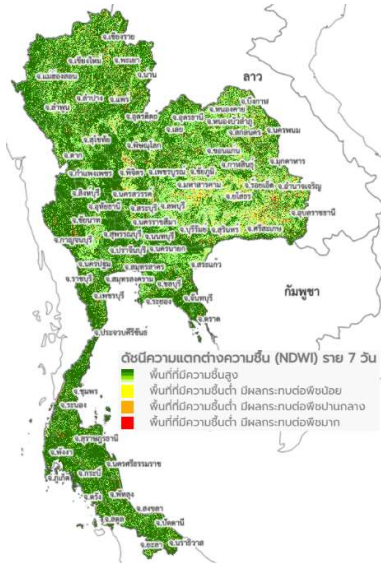 จ.เชียงราย
จ.เชียงใหม่
จ.พะเยา
จ.แม่ฮ่องสอน
จ.น่าน
ลาว
จ.ลำปาง
จ.แพร่
จ.ลำพูน
จ.อุตรดิตถ์
จ.บึงกาฬ
จ.หนองคาย
จ.อุดรธานี
จ.หนองบัวลำภู
จ.เลย
จ.นครพนม
จ.สกลนคร
จ.สุโขทัย
จ.พิษณุโลก
จ.ขอนแก่น
จ.มุกดาหาร
จ.ตาก
จ.กาฬสินธุ์
จ.กำแพงเพชร
จ.พิจิตร
จ.เพชรบูรณ์
จ.ชัยภูมิ
จ.มหาสารคาม
จ.ร้อยเอ็ด
จ.อำนาจเจริญ
จ.สิงห์บุรี
จ.นครสวรรค์
จ.ยโสธร
จ.อุทัยธานี
จ.สระบุรี
จ.ลพบุรี
จ.อุบลราชธานี
จ.ชัยนาท
จ.นครราชสีมา
จ.บุรีรัมย์
จ.สุรินทร์
จ.ศรีสะเกษ
จ.กาญจนบุรี
จ.สุพรรณบุรี
จ.นนทบุรี
จ.ปราจีนบุรี
จ.นครนายก
จ.นครปฐม
จ.สมุทรสาคร
จ.สระแก้ว
จ.ราชบุรี
จ.สมุทรสงคราม
จ.ชลบุรี
กัมพูชา
จ.เพชรบุรี
จ.ระยอง
จ.จันทบุรี
จ.ตราด
จ.ประจวบคีรีขันธ์
ดัชนีความแตกต่างความชื้น (NDWI) ราย 7 วัน
พื้นที่ที่มีความชื้นสูง
พื้นที่ที่มีความชื้นต่ำ มีผลกระทบต่อพืชน้อย
พื้นที่ที่มีความชื้นต่ำ มีผลกระทบต่อพืชปานกลาง
พื้นที่ที่มีความชื้นต่ำ มีผลกระทบต่อพืชมาก
จ.ชุมพร
จ.ระนอง
จ.สุราษฎร์ธานี
จ.พังงา
จ.นครศรีธรรมราช
จ.กระบี่
จ.ภูเก็ต
จ.ตรัง
จ.พัทลุง
จ.สงขลา
จ.สตูล
จ.ปัตตานี
จ.ยะลา
จ.นราธิวาส